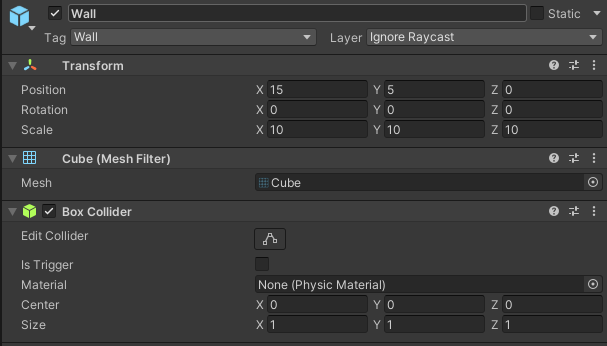 Wall Static
Tag Wall Layer Ignore Raycast
Transform
Position X 15 Y 5 Z 0
Rotation X 0 Y 0 Z 0
Scale X 10 Y 10 Z 10
Cube (Mesh Filter)
Mesh Cube
Box Collider
Edit Collider
Is Trigger
Material None (Physic Material)
Center X 0 Y 0 Z 0
Size X 1 Y 1 Z 1